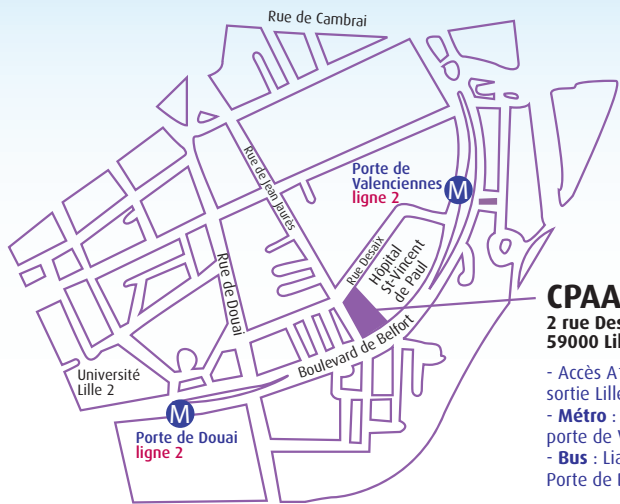 Rue de Cambrai
Rue de Jean Jaurès
Porte de
Valenciennes
ligne 2
M
Rue Desaix
Hôpital
St-Vincent
de Paul
Rue de Douai
CPAA
2 rue Des
59000 Lil
Boulevard de Belfort
Université
Lille 2
- Accès A1
sortie Lille
- Métro :
porte de V
- Bus : Lia
Porte de
M
Porte de Douai
ligne 2